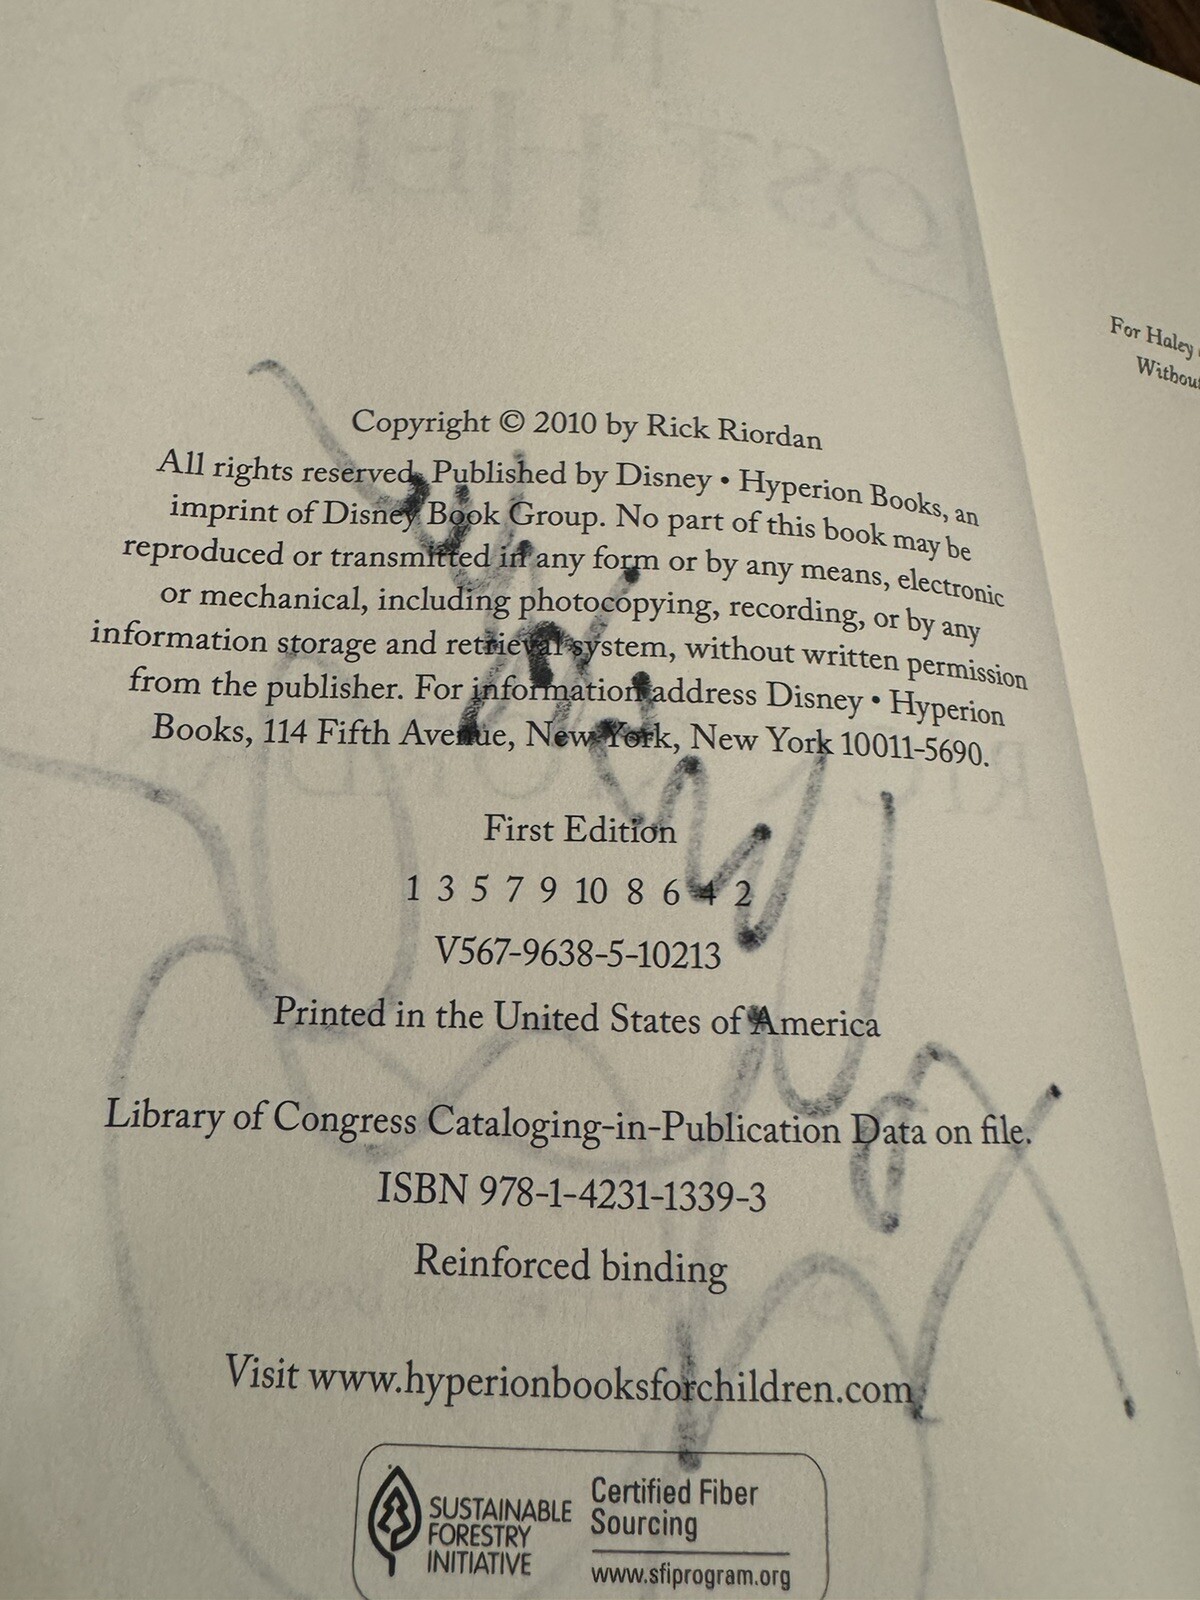 THE
LOST HERO
Copyright © 2010 by Rick Riordan
All rights reserved. Published by Disney • Hyperion Books, an
imprint of Disney Book Group. No part of this book may be
reproduced or transmitted in any form or by any means, electronic
or mechanical, including photocopying, recording, or by any
information storage and retrieval system, without written permission
from the publisher. For information address Disney • Hyperion
Books, 114 Fifth Avenue, New York, New York 10011-5690.
First Edition
1 3 5 7 9 10 8 6 4 2
V567-9638-5-10213
Printed in the United States of America
Library of Congress Cataloging-in-Publication Data on file.
ISBN 978-1-4231-1339-3
Reinforced binding
Visit www.hyperionbooksforchildren.com
SUSTAINABLE
FORESTRY
INITIATIVE
Certified Fiber
Sourcing
www.sfiprogram.org
For Haley
Without